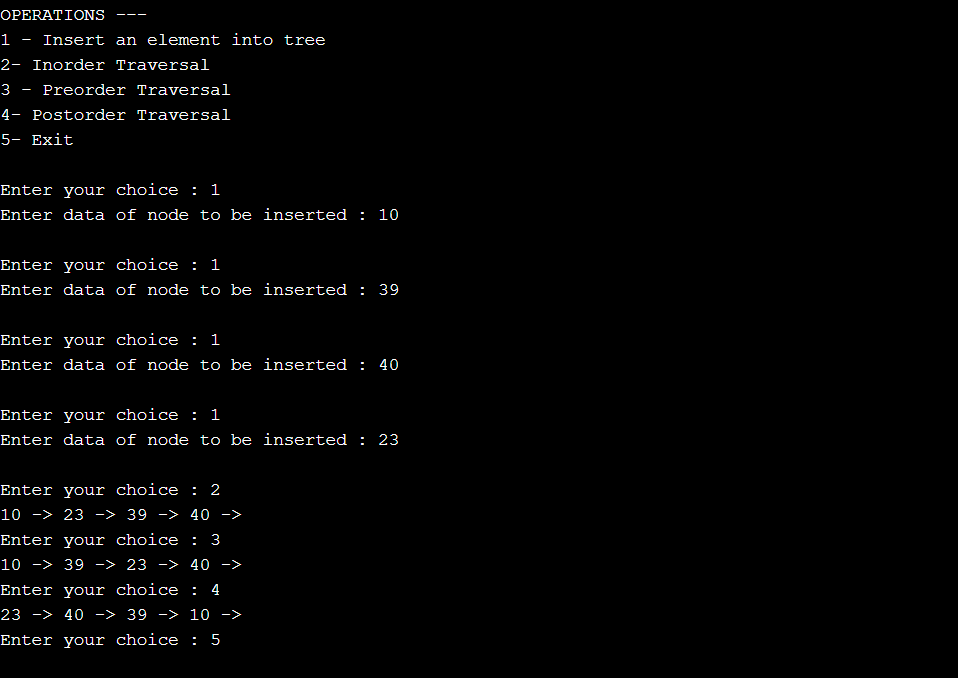 OPERATIONS ---
1 - Insert an element into tree
2- Inorder Traversal
3 - Preorder Traversal
4- Postorder Traversal
5- Exit
Enter your choice : 1
Enter data of node to be inserted : 10
Enter your choice : 1
Enter data of node to be inserted : 39
Enter your choice : 1
Enter data of node to be inserted : 40
Enter your choice : 1
Enter data of node to be inserted : 23
Enter your choice : 2
10 -> 23 -> 39 -> 40 ->
Enter your choice : 3
10 -> 39 -> 23 -> 40 ->
Enter your choice : 4
23 -> 40 -> 39 -> 10 ->
Enter your choice : 5